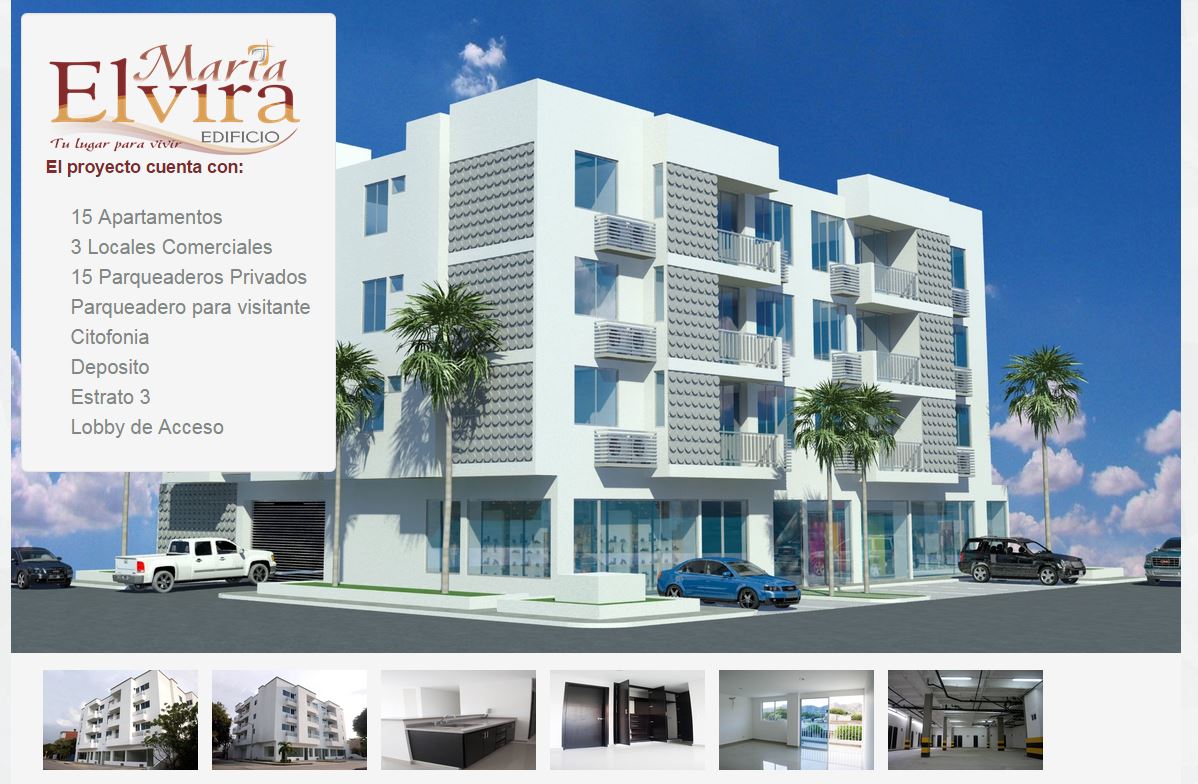 Maria
Elvira
EDIFICIO
Tu lugar para vivir
El proyecto cuenta con:
15 Apartamentos
3 Locales Comerciales
15 Parqueaderos Privados
Parqueadero para visitante
Citofonia
Deposito
Estrato 3
Lobby de Acceso